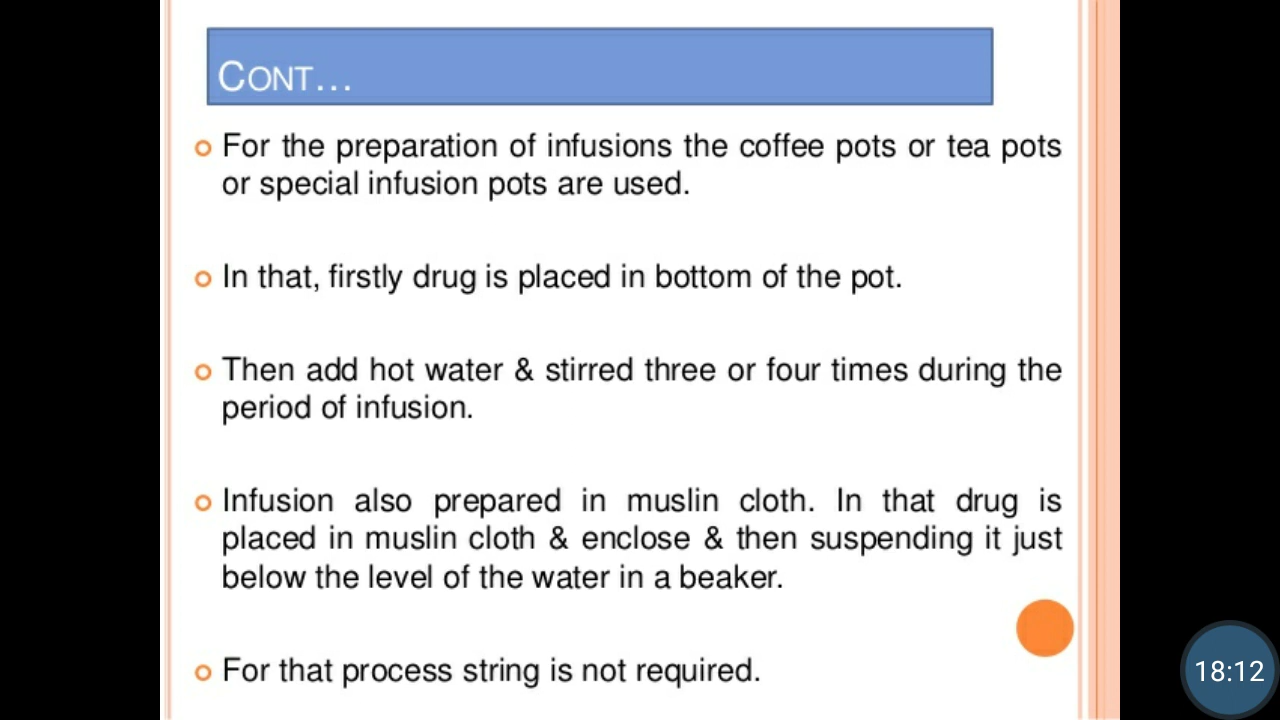 CONT...
For the preparation of infusions the coffee pots or tea pots
or special infusion pots are used.
In that, firstly drug is placed in bottom of the pot.
Then add hot water & stirred three or four times during the
period of infusion.
Infusion also prepared in muslin cloth. In that drug is
placed in muslin cloth & enclose & then suspending it just
below the level of the water in a beaker.
For that process string is not required.
18:12